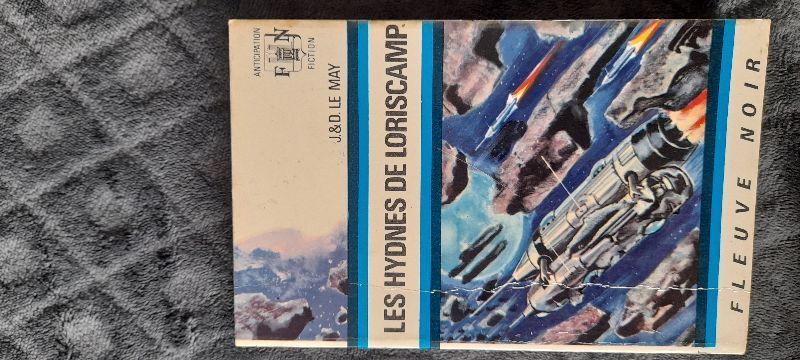 ANTICIPATION
FN
FICTION
J.&D. LE MAY
LES HYDNES DE LORISCAMP
FLEUVE NOIR